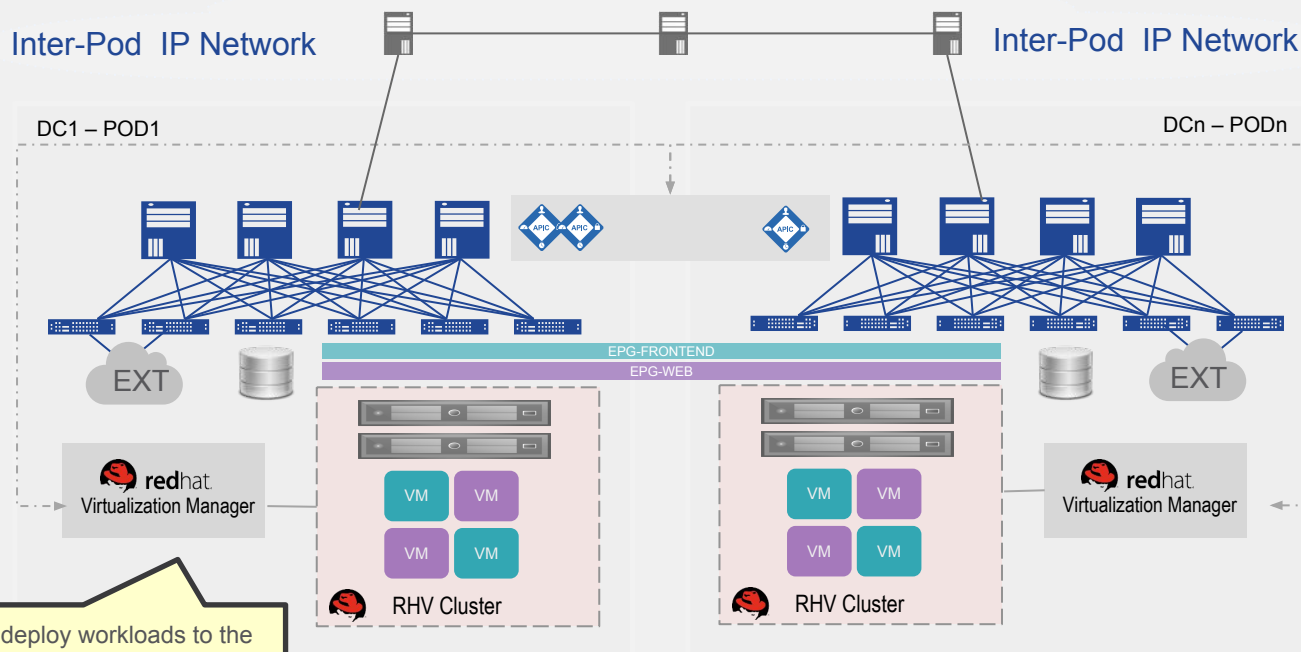 Inter-Pod IP Network
Inter-Pod IP Network
DC1 – POD1
DCn – PODn
APIC
APIC
APIC
EPG-FRONTEND
EPG-WEB
EXT
EXT
redhat.
Virtualization Manager
VM
VM
VM
VM
RHV Cluster
VM
VM
VM
VM
RHV Cluster
redhat.
Virtualization Manager
deploy workloads to the